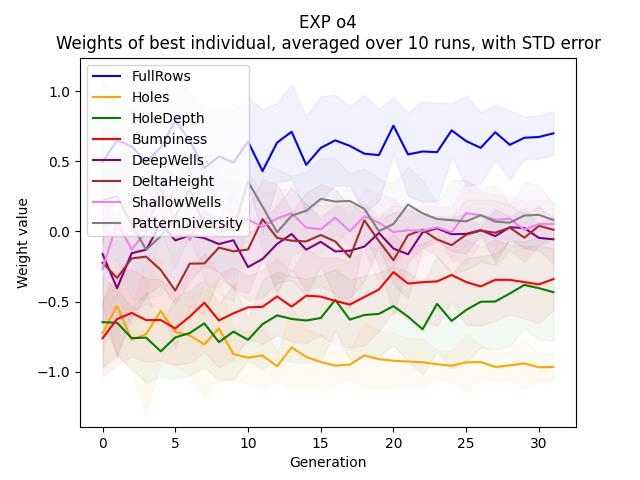 EXP o4
Weights of best individual, averaged over 10 runs, with STD error
FullRows
Holes
HoleDepth
Bumpiness
DeepWells
DeltaHeight
ShallowWells
PatternDiversity
Weight value
1.0
0.5
0.0
−0.5
−1.0
0
5
10
15
20
25
30
Generation